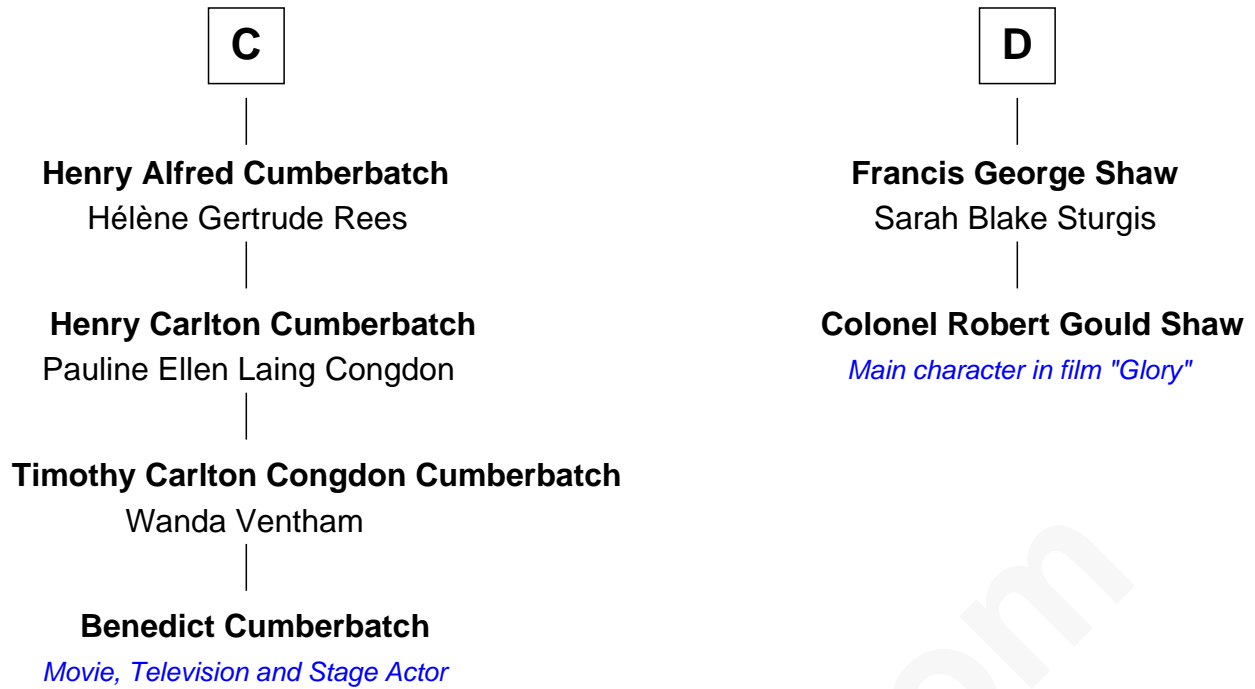 C
Henry Alfred Cumberbatch
Hélène Gertrude Rees
Henry Carlton Cumberbatch
Pauline Ellen Laing Congdon
Timothy Carlton Congdon Cumberbatch
Wanda Ventham
Benedict Cumberbatch
Movie, Television and Stage Actor
D
Francis George Shaw
Sarah Blake Sturgis
Colonel Robert Gould Shaw
Main character in film "Glory"
om